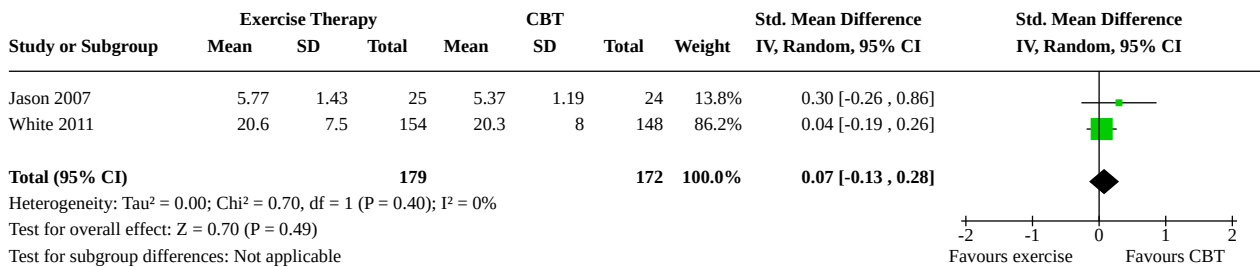 Exercise Therapy CBT Std. Mean Difference Std. Mean Difference
Study or Subgroup Mean SD Total Mean SD Total Weight IV, Random, 95% CI IV, Random, 95% CI
Jason 2007 5.77 1.43 25 5.37 1.19 24 13.8% 0.30 [-0.26 , 0.86]
White 2011 20.6 7.5 154 20.3 8 148 86.2% 0.04 [-0.19 , 0.26]
Total (95% CI) 179 172 100.0% 0.07 [-0.13 , 0.28]
Heterogeneity: Tau² = 0.00; Chi² = 0.70, df = 1 (P = 0.40); I² = 0%
Test for overall effect: Z = 0.70 (P = 0.49)
-2 -1 0 1 2
Test for subgroup differences: Not applicable
Favours exercise Favours CBT